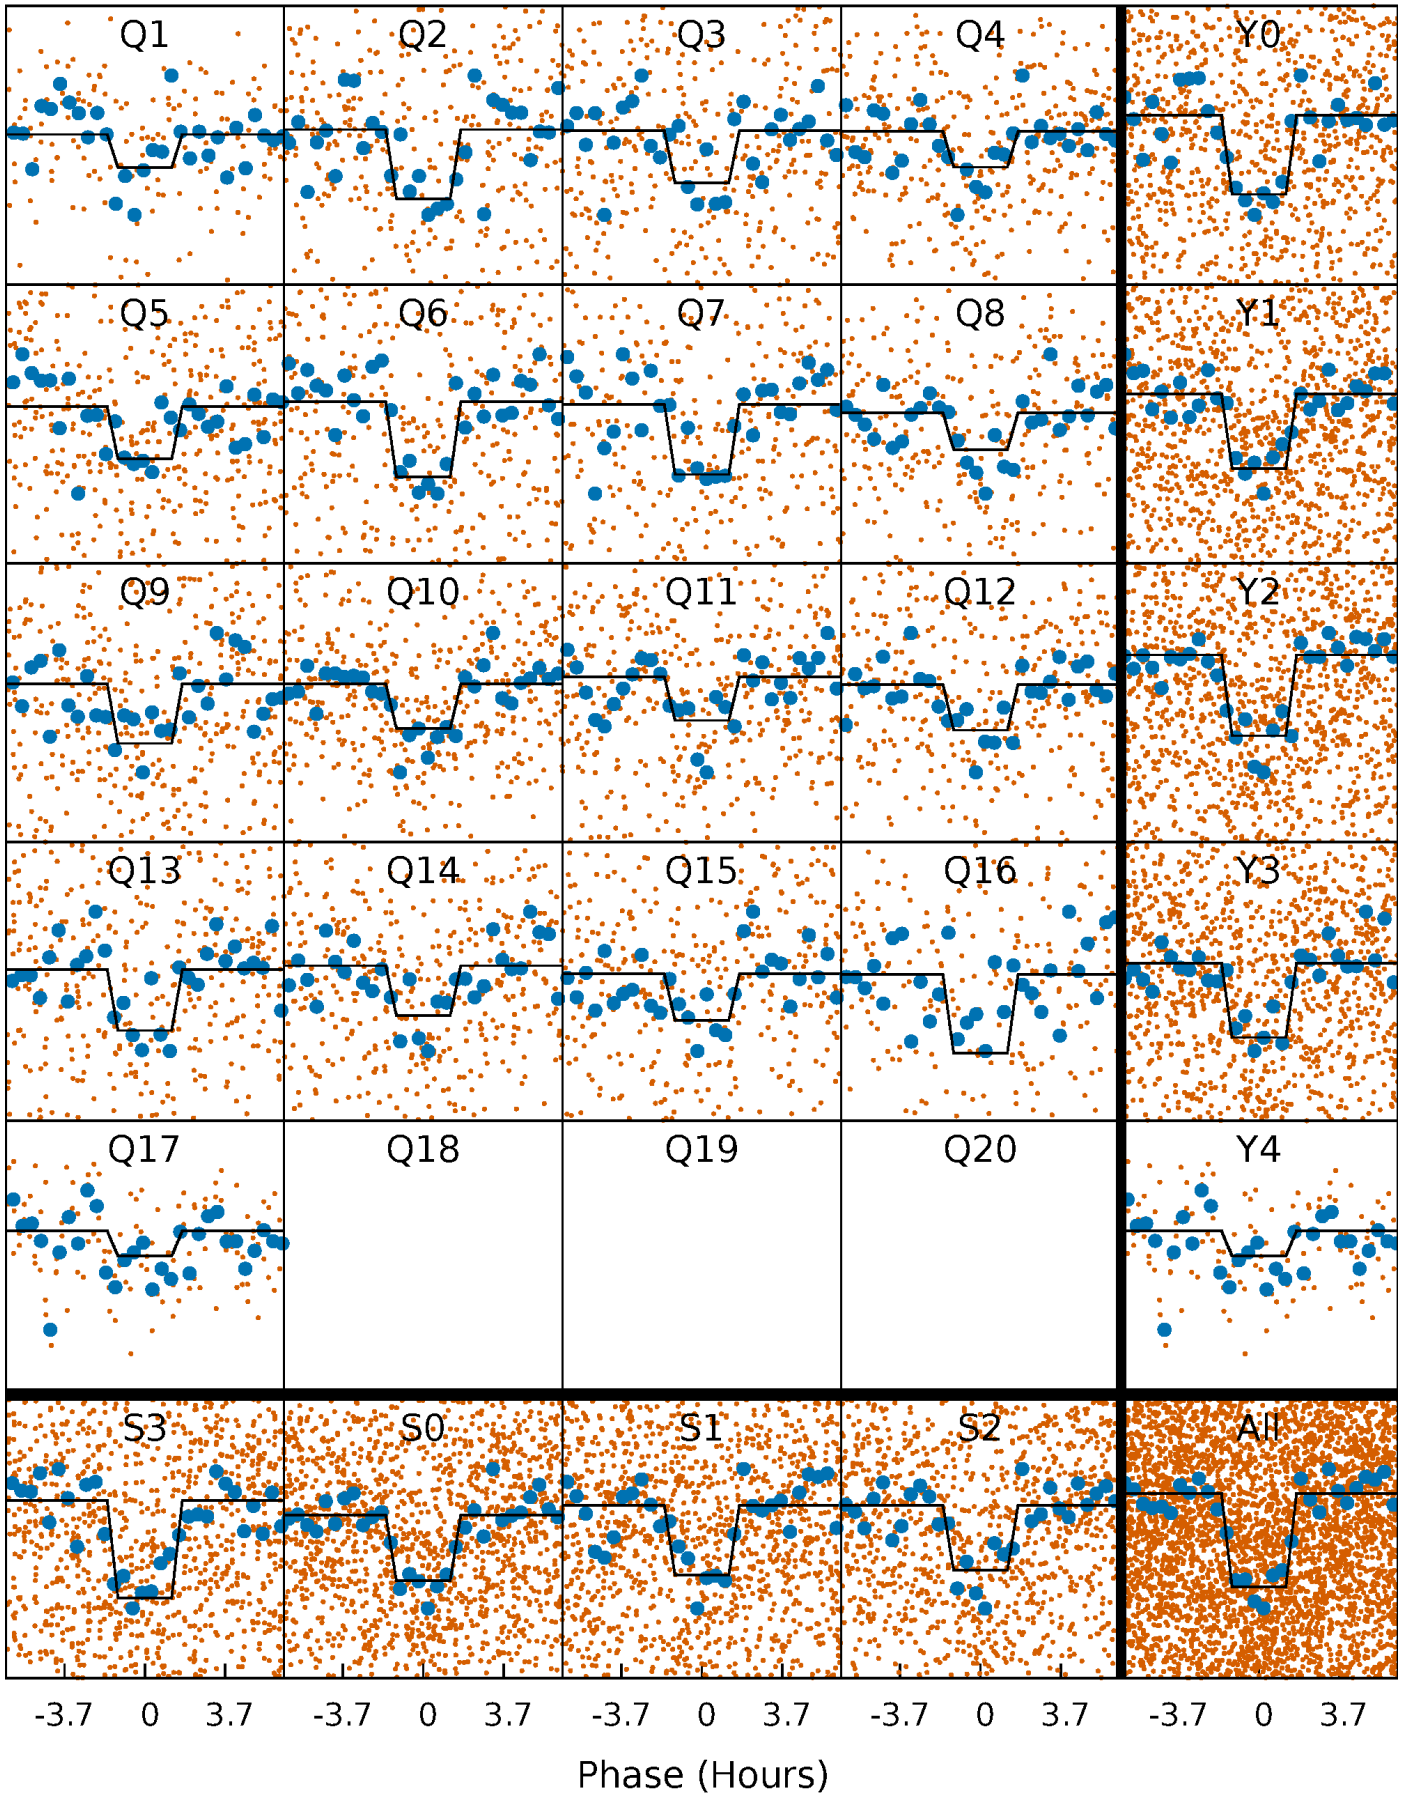 Q1 Q2 Q3 Q4 Y0
Q5 Q6 Q7 Q8 Y1
Q9 Q10 Q11 Q12 Y2
Q13 Q14 Q15 Q16 Y3
Q17 Q18 Q19 Q20 Y4
S3 S0 S1 S2 All
-3.7 0 3.7 -3.7 0 3.7 -3.7 0 3.7 -3.7 0 3.7 -3.7 0 3.7
Phase (Hours)